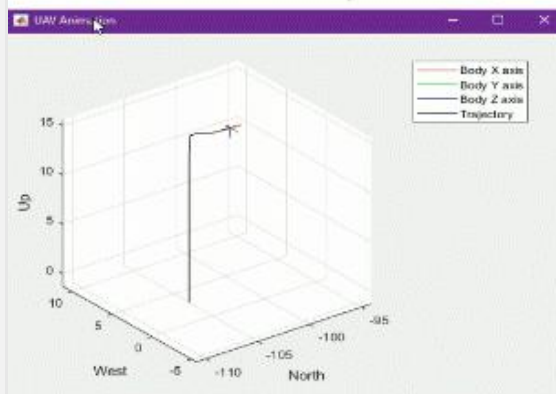 UAV Animation
Body X axis
Body Y axis
Body Z axis
Trajectory
15
10
5
0
Up
10
5
0
-5
West
-110
-105
-100
-95
North